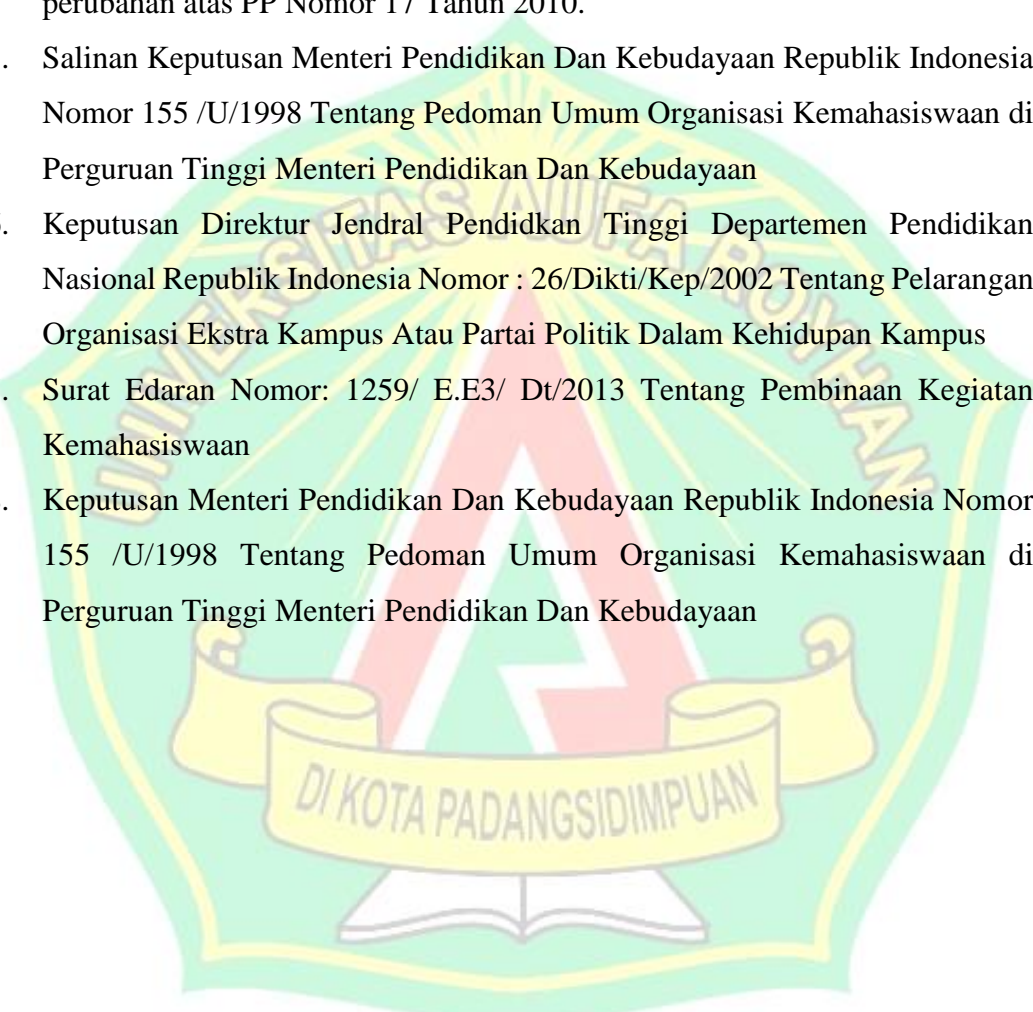 perubahan atas PP Nomor 17 Tahun 2010.
. Salinan Keputusan Menteri Pendidikan Dan Kebudayaan Republik Indonesia
Nomor 155 /U/1998 Tentang Pedoman Umum Organisasi Kemahasiswaan di
Perguruan Tinggi Menteri Pendidikan Dan Kebudayaan
. Keputusan Direktur Jendral Pendidkan Tinggi Departemen Pendidikan
Nasional Republik Indonesia Nomor : 26/Dikti/Kep/2002 Tentang Pelarangan
Organisasi Ekstra Kampus Atau Partai Politik Dalam Kehidupan Kampus
. Surat Edaran Nomor: 1259/ E.E3/ Dt/2013 Tentang Pembinaan Kegiatan
Kemahasiswaan
. Keputusan Menteri Pendidikan Dan Kebudayaan Republik Indonesia Nomor
155 /U/1998 Tentang Pedoman Umum Organisasi Kemahasiswaan di
Perguruan Tinggi Menteri Pendidikan Dan Kebudayaan
UNIVERSITAS AUFA ROYHAN
DI KOTA PADANGSIDIMPUAN